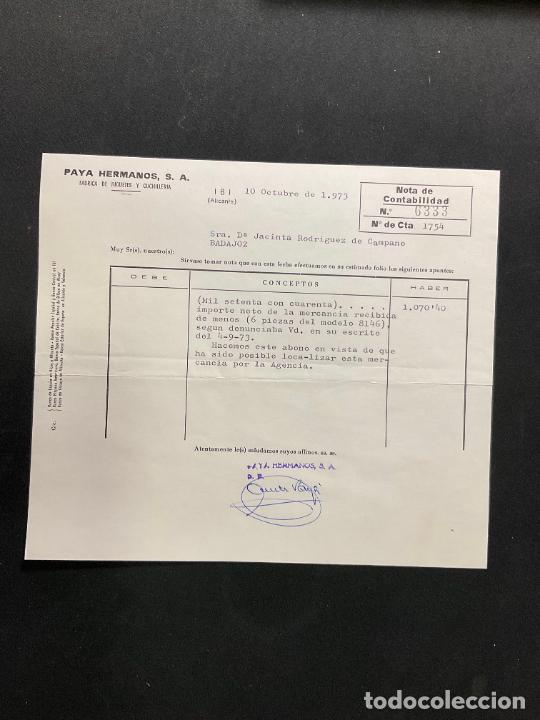 PAYA HERMANOS, S. A.
FABRICA DE JUGUETES Y CUCHILLERIA
IBI 10 Octubre de 1.973
(Alicante)
Nota de
Contabilidad
N.º 6333
Nº de Cta 1754
Sra. Dª Jacinta Rodriguez de Campano
BADAJOZ
Muy Sr(s). nuestro(s):
Sírvanse tomar nota que con esta fecha efectuamos en su estimado folio los siguientes apuntes:
DEBE CONCEPTOS HABER
(Mil setenta con cuarenta). . . . . 1.070'40
importe neto de la mercancia recibida
de menos (6 piezas del modelo 8146),
segun denunciaba Vd. en su escrito
del 4-9-73.
Hacemos este abono en vista de que
ha sido posible loca-lizar esta mer-
cancia por la Agencia.
Atentamente le(s) saludamos suyos affmos. ss. ss.
PAYA HERMANOS, S. A.
P. P.
todocoleccion